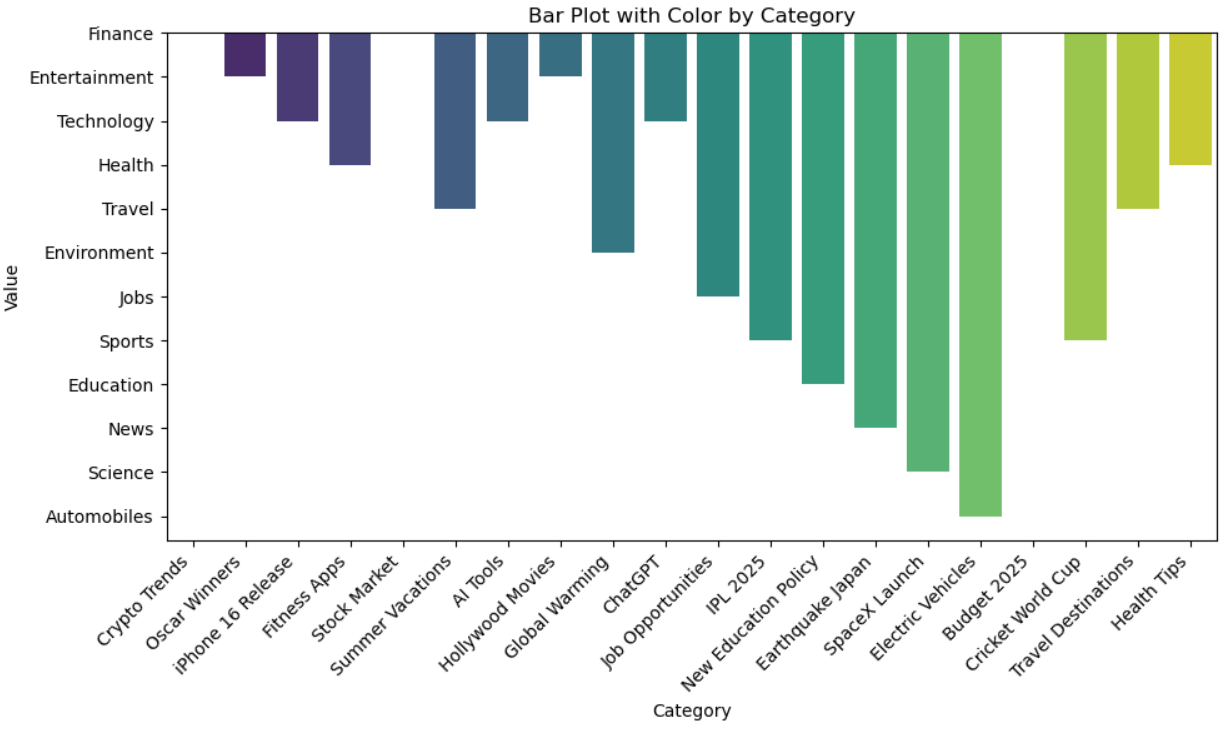 Bar Plot with Color by Category
Value
Finance
Entertainment
Technology
Health
Travel
Environment
Jobs
Sports
Education
News
Science
Automobiles
Crypto Trends
Oscar Winners
iPhone 16 Release
Fitness Apps
Stock Market
Summer Vacations
AI Tools
Hollywood Movies
Global Warming
ChatGPT
Job Opportunities
IPL 2025
New Education Policy
Earthquake Japan
SpaceX Launch
Electric Vehicles
Budget 2025
Cricket World Cup
Travel Destinations
Health Tips
Category